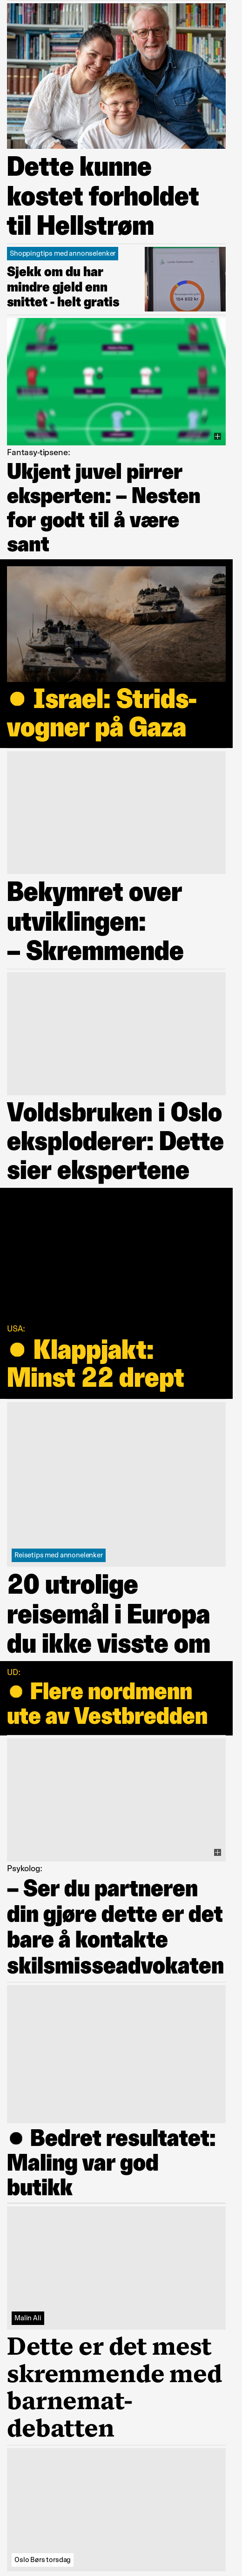 Dette kunne
kostet forholdet
til Hellstrøm
Shoppingtips med annonselenker
Sjekk om du har
mindre gjeld enn
snittet - helt gratis
Fantasy-tipsene:
Ukjent juvel pirrer
eksperten: – Nesten
for godt til å være
sant
● Israel: Strids-
vogner på Gaza
Bekymret over
utviklingen:
– Skremmende
Voldsbruken i Oslo
eksploderer: Dette
sier ekspertene
USA:
● Klappjakt:
Minst 22 drept
Reisetips med annonelenker
20 utrolige
reisemål i Europa
du ikke visste om
UD:
● Flere nordmenn
ute av Vestbredden
Psykolog:
– Ser du partneren
din gjøre dette er det
bare å kontakte
skilsmisseadvokaten
● Bedret resultatet:
Maling var god
butikk
Malin Ali
Dette er det mest
skremmende med
barnemat-
debatten
Oslo Børs torsdag